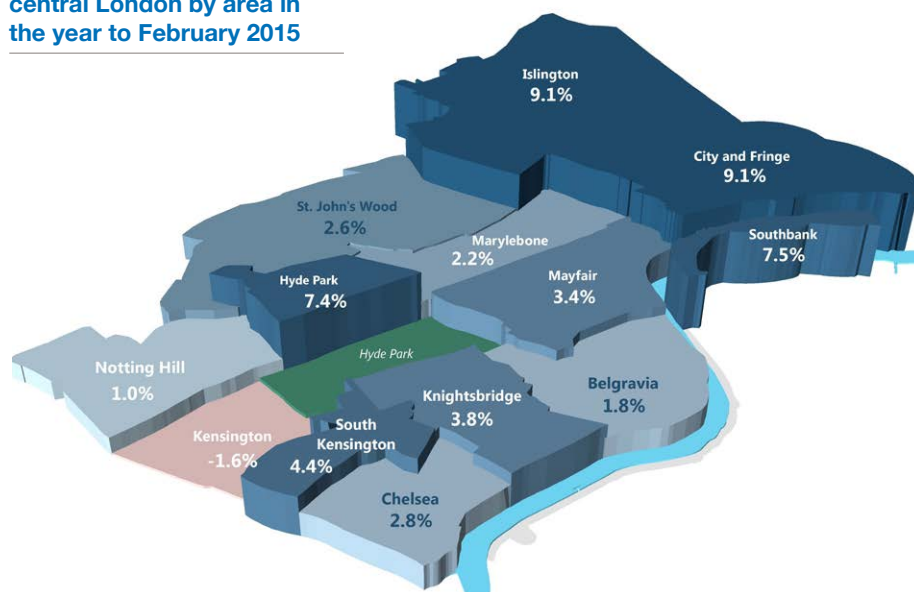 central London by area in
the year to February 2015
Islington
9.1%
City and Fringe
9.1%
St. John's Wood
2.6%
Marylebone
2.2%
Southbank
7.5%
Hyde Park
7.4%
Mayfair
3.4%
Hyde Park
Notting Hill
1.0%
Knightsbridge
3.8%
Belgravia
1.8%
Kensington
-1.6%
South
Kensington
4.4%
Chelsea
2.8%